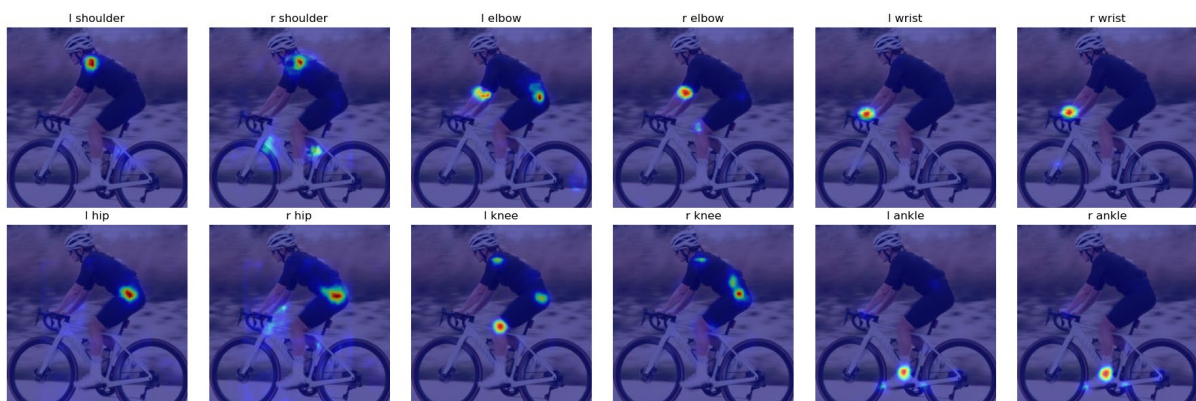 l shoulder
r shoulder
l elbow
r elbow
l wrist
r wrist
l hip
r hip
l knee
r knee
l ankle
r ankle